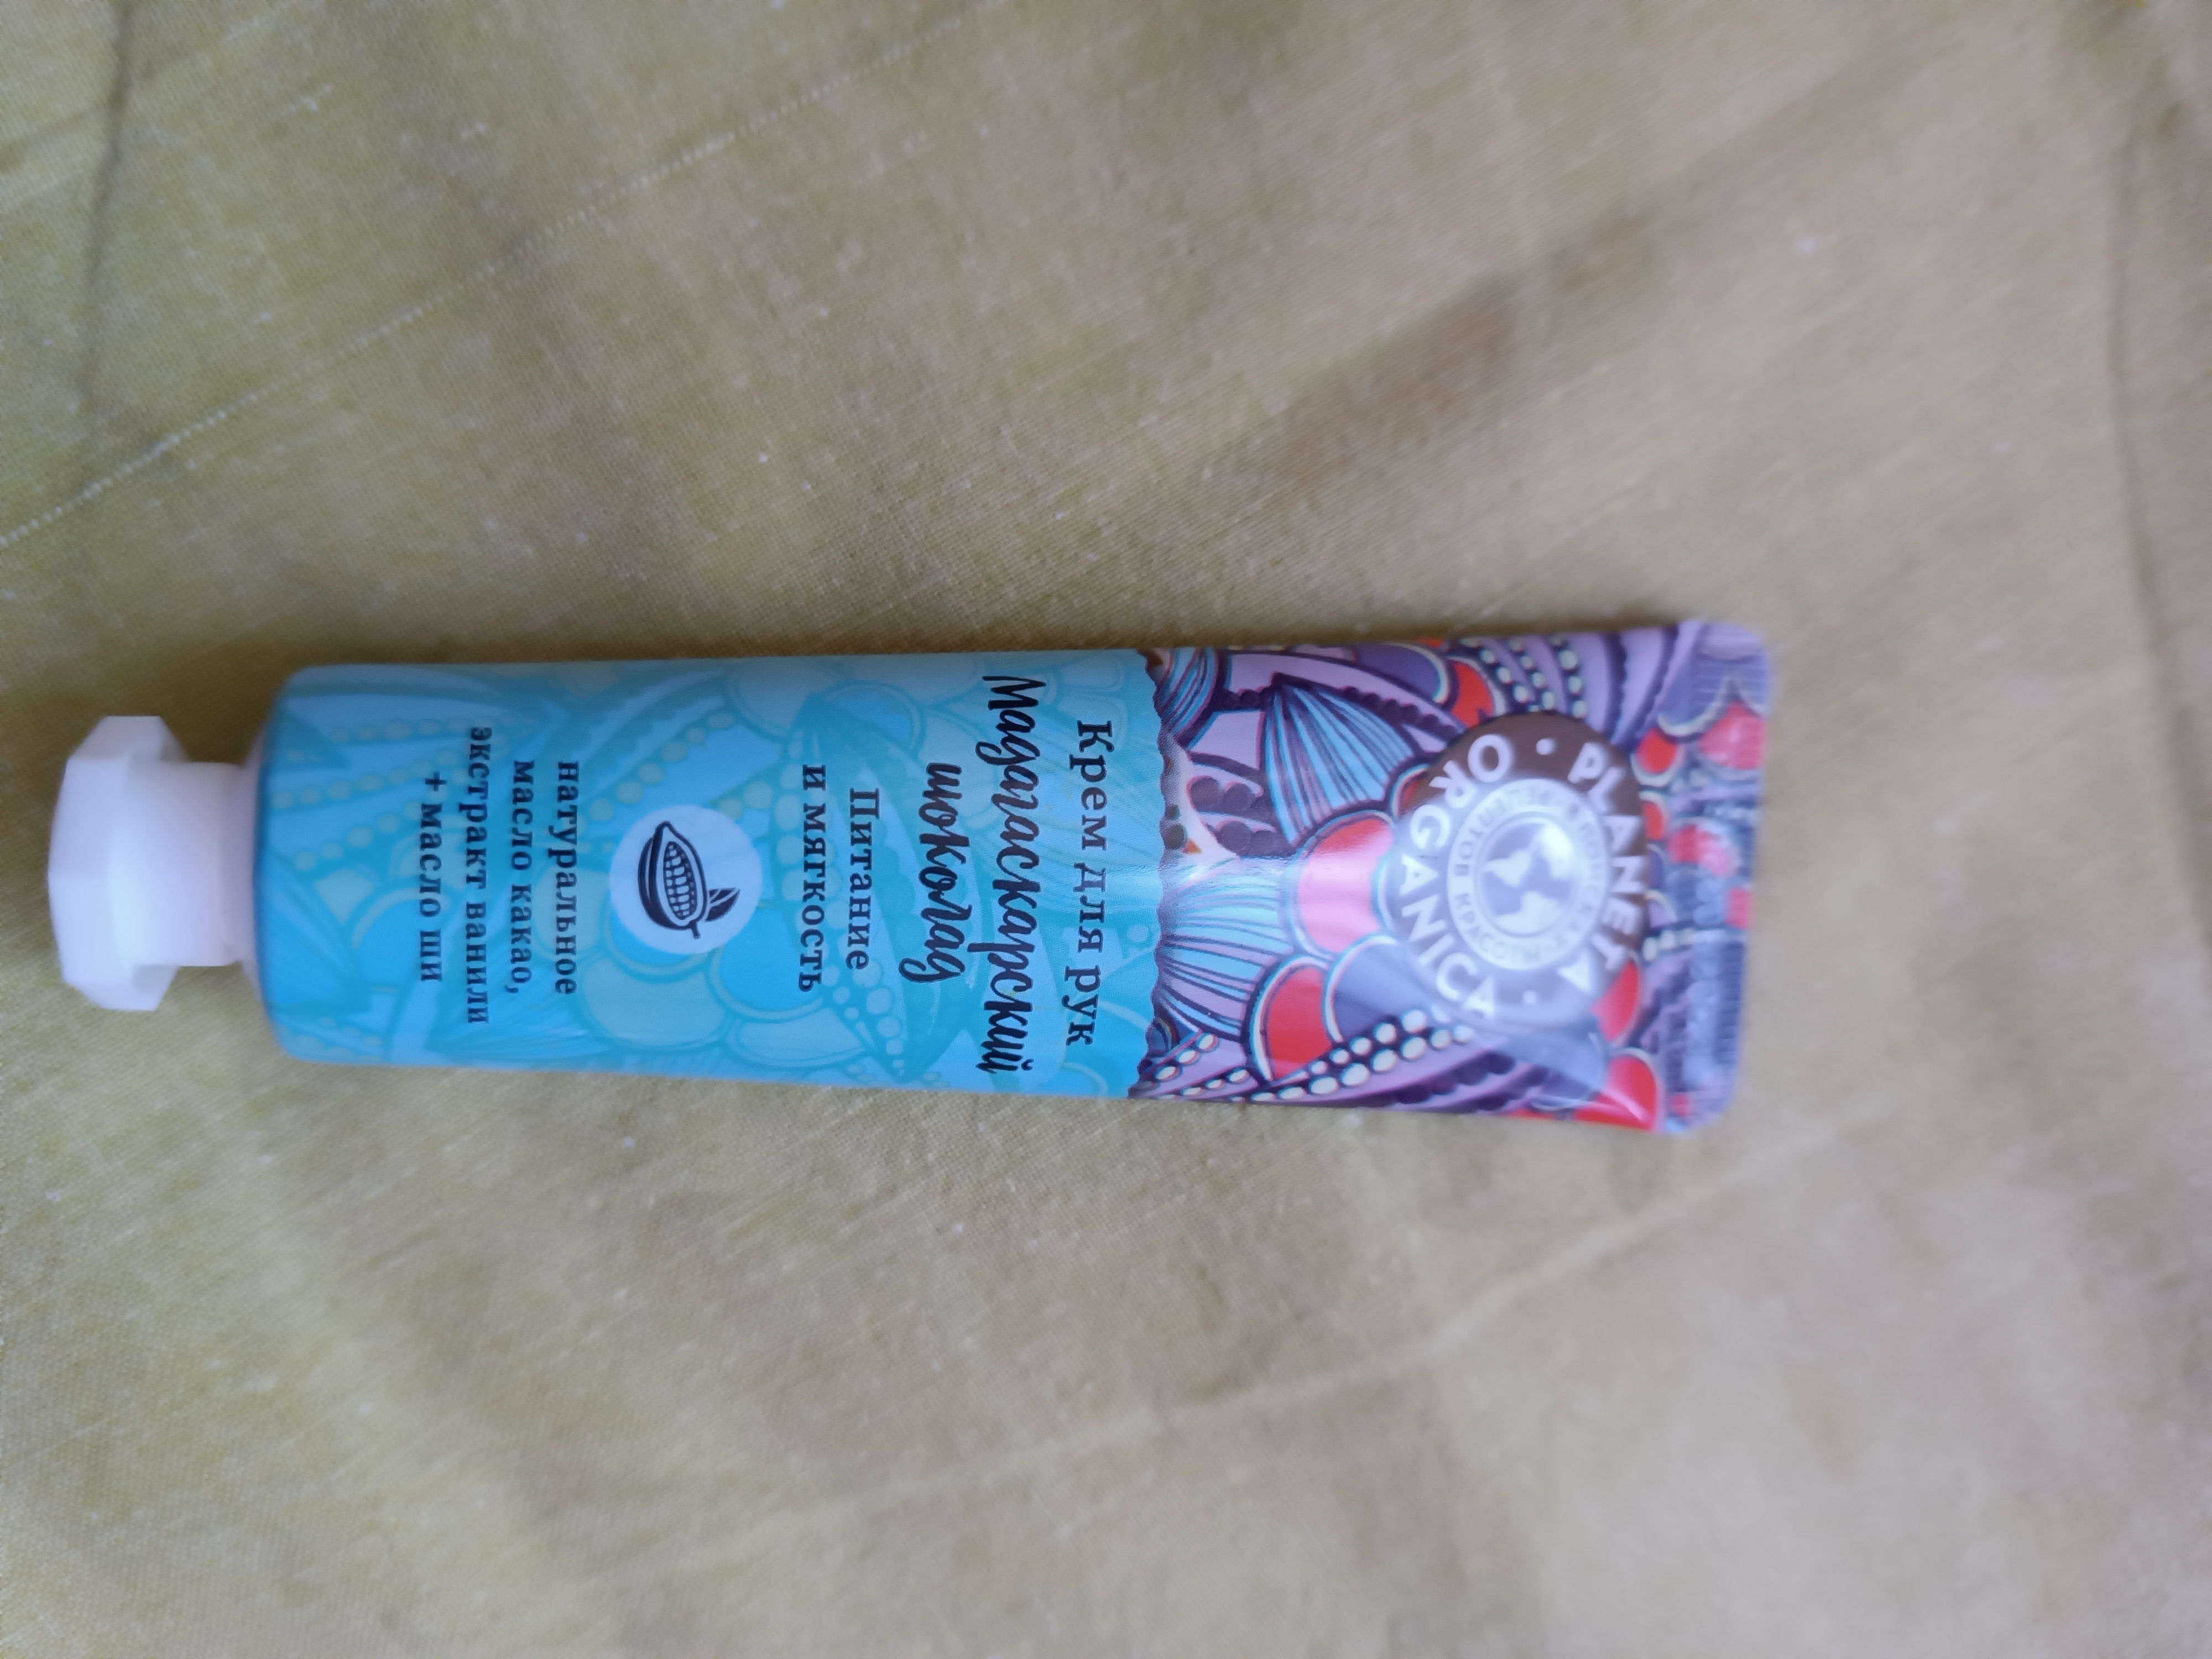 PLANETA
ORGANICA
Крем для рук
Мадагаскарский
шоколад
Питание
и мягкость
натуральное
масло какао,
экстракт ванили
+ масло ши